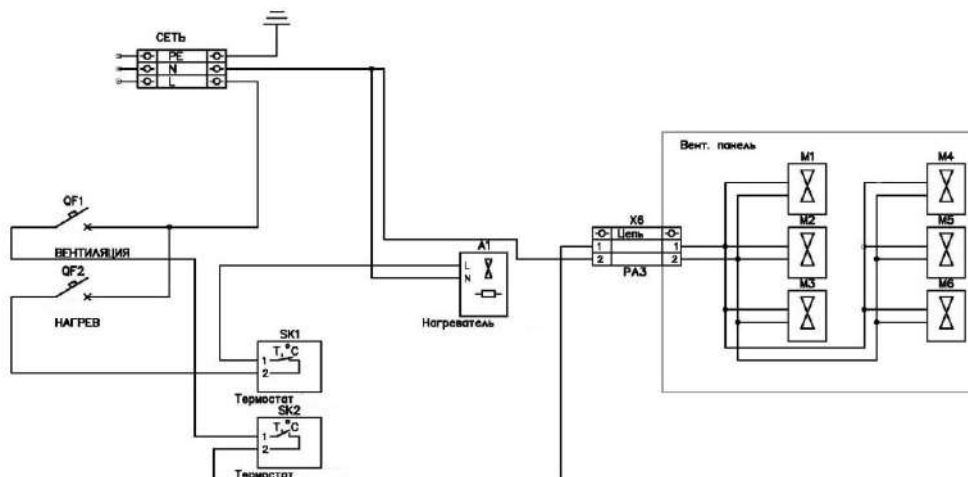 СЕТЬ
PE
N
L
QF1
ВЕНТИЛЯЦИЯ
QF2
НАГРЕВ
SK1
1 T,°C
2
Термостат
SK2
1 T,°C
2
Термостат
A1
L
N
Нагреватель
X6
Цепь
1 1
2 2
РАЗ
Вент. панель
M1
M2
M3
M4
M5
M6